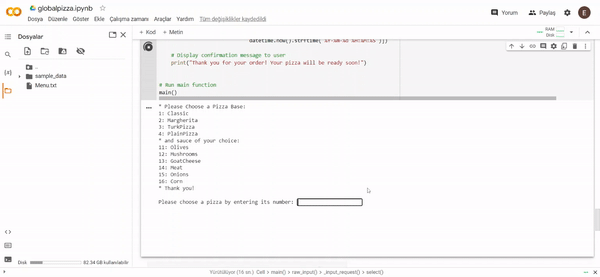 globalpizza.ipynb
Dosya Düzenle Göster Ekle Çalışma zamanı Araçlar Yardım Tüm değişiklikler kaydedildi
Yorum Paylaş E
Dosyalar
+ Kod + Metin
RAM
Disk
..
sample_data
Menu.txt
# Display confirmation message to user
print("Thank you for your order! Your pizza will be ready soon!")
# Run main function
main()
* Please Choose a Pizza Base:
1: Classic
2: Margherita
3: TurkPizza
4: PlainPizza
* and sauce of your choice:
11: Olives
12: Mushrooms
13: GoatCheese
14: Meat
15: Onions
16: Corn
* Thank you!
Please choose a pizza by entering its number:
Disk 82.34 GB kullanılabilir
Yürütülüyor (16 sn.) Cell > main() > raw_input() > _input_request() > select()